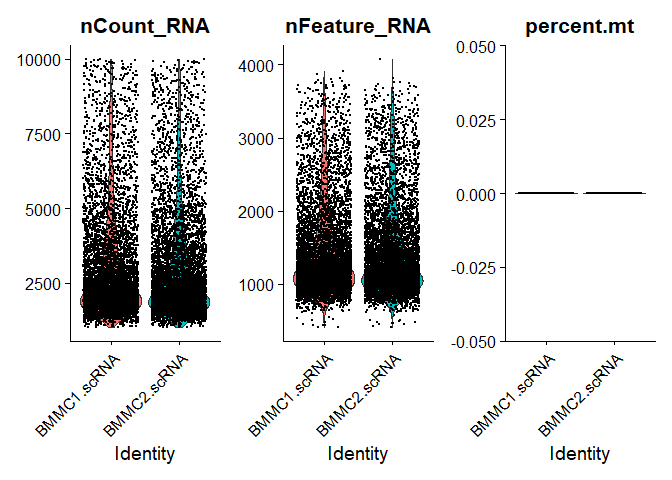 nCount_RNA
10000
7500
5000
2500
BMMC1.scRNA
BMMC2.scRNA
Identity
nFeature_RNA
4000
3000
2000
1000
BMMC1.scRNA
BMMC2.scRNA
Identity
percent.mt
0.050
0.025
0.000
-0.025
-0.050
BMMC1.scRNA
BMMC2.scRNA
Identity